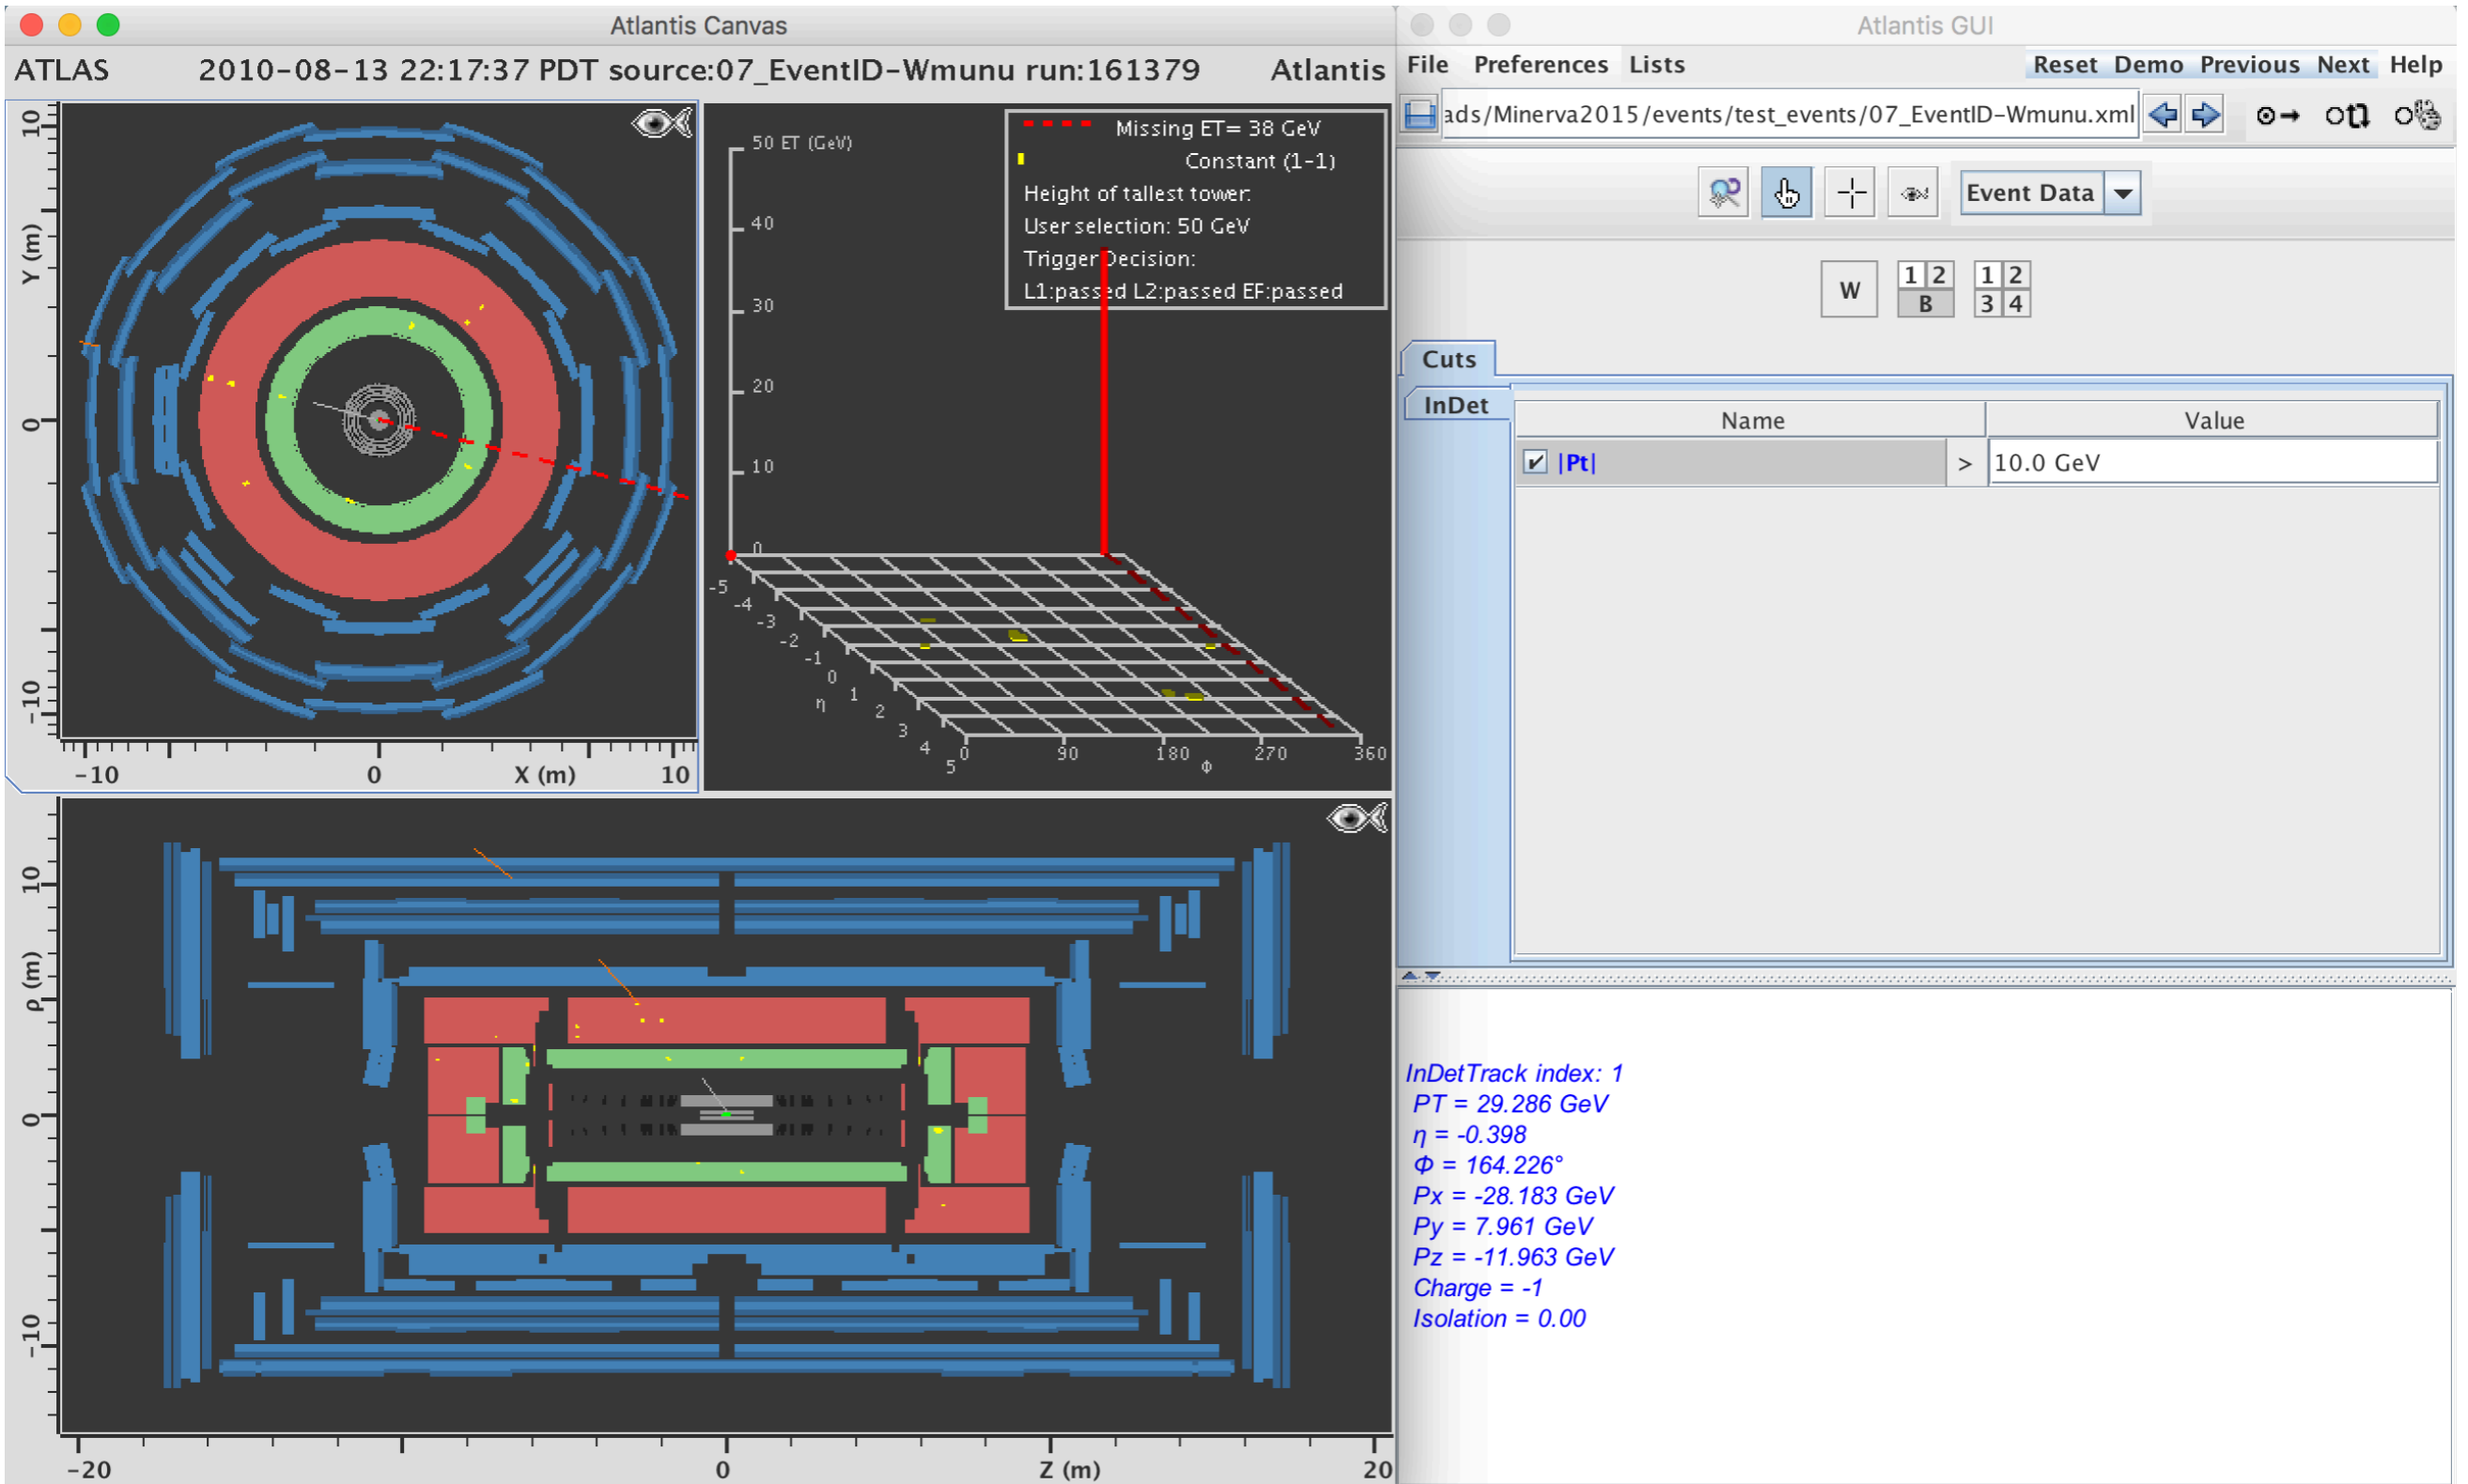 Atlantis Canvas
ATLAS 2010-08-13 22:17:37 PDT source:07_EventID-Wmunu run:161379 Atlantis
10
Y (m)
0
-10
-10 0 X (m) 10
50 ET (GeV)
40
30
20
10
0
Missing ET= 38 GeV
Constant (1-1)
Height of tallest tower:
User selection: 50 GeV
Trigger Decision:
L1:passed L2:passed EF:passed
-5
-4
-3
-2
-1
0
1
2
3
4
5
η
0 90 180 270 360
Φ
10
ρ (m)
0
-10
-20 0 Z (m) 20
Atlantis GUI
File Preferences Lists Reset Demo Previous Next Help
ads/Minerva2015/events/test_events/07_EventID-Wmunu.xml
Event Data
W
1 2
B
1 2
3 4
Cuts
InDet
Name Value
|Pt| > 10.0 GeV
InDetTrack index: 1
PT = 29.286 GeV
η = -0.398
Φ = 164.226°
Px = -28.183 GeV
Py = 7.961 GeV
Pz = -11.963 GeV
Charge = -1
Isolation = 0.00